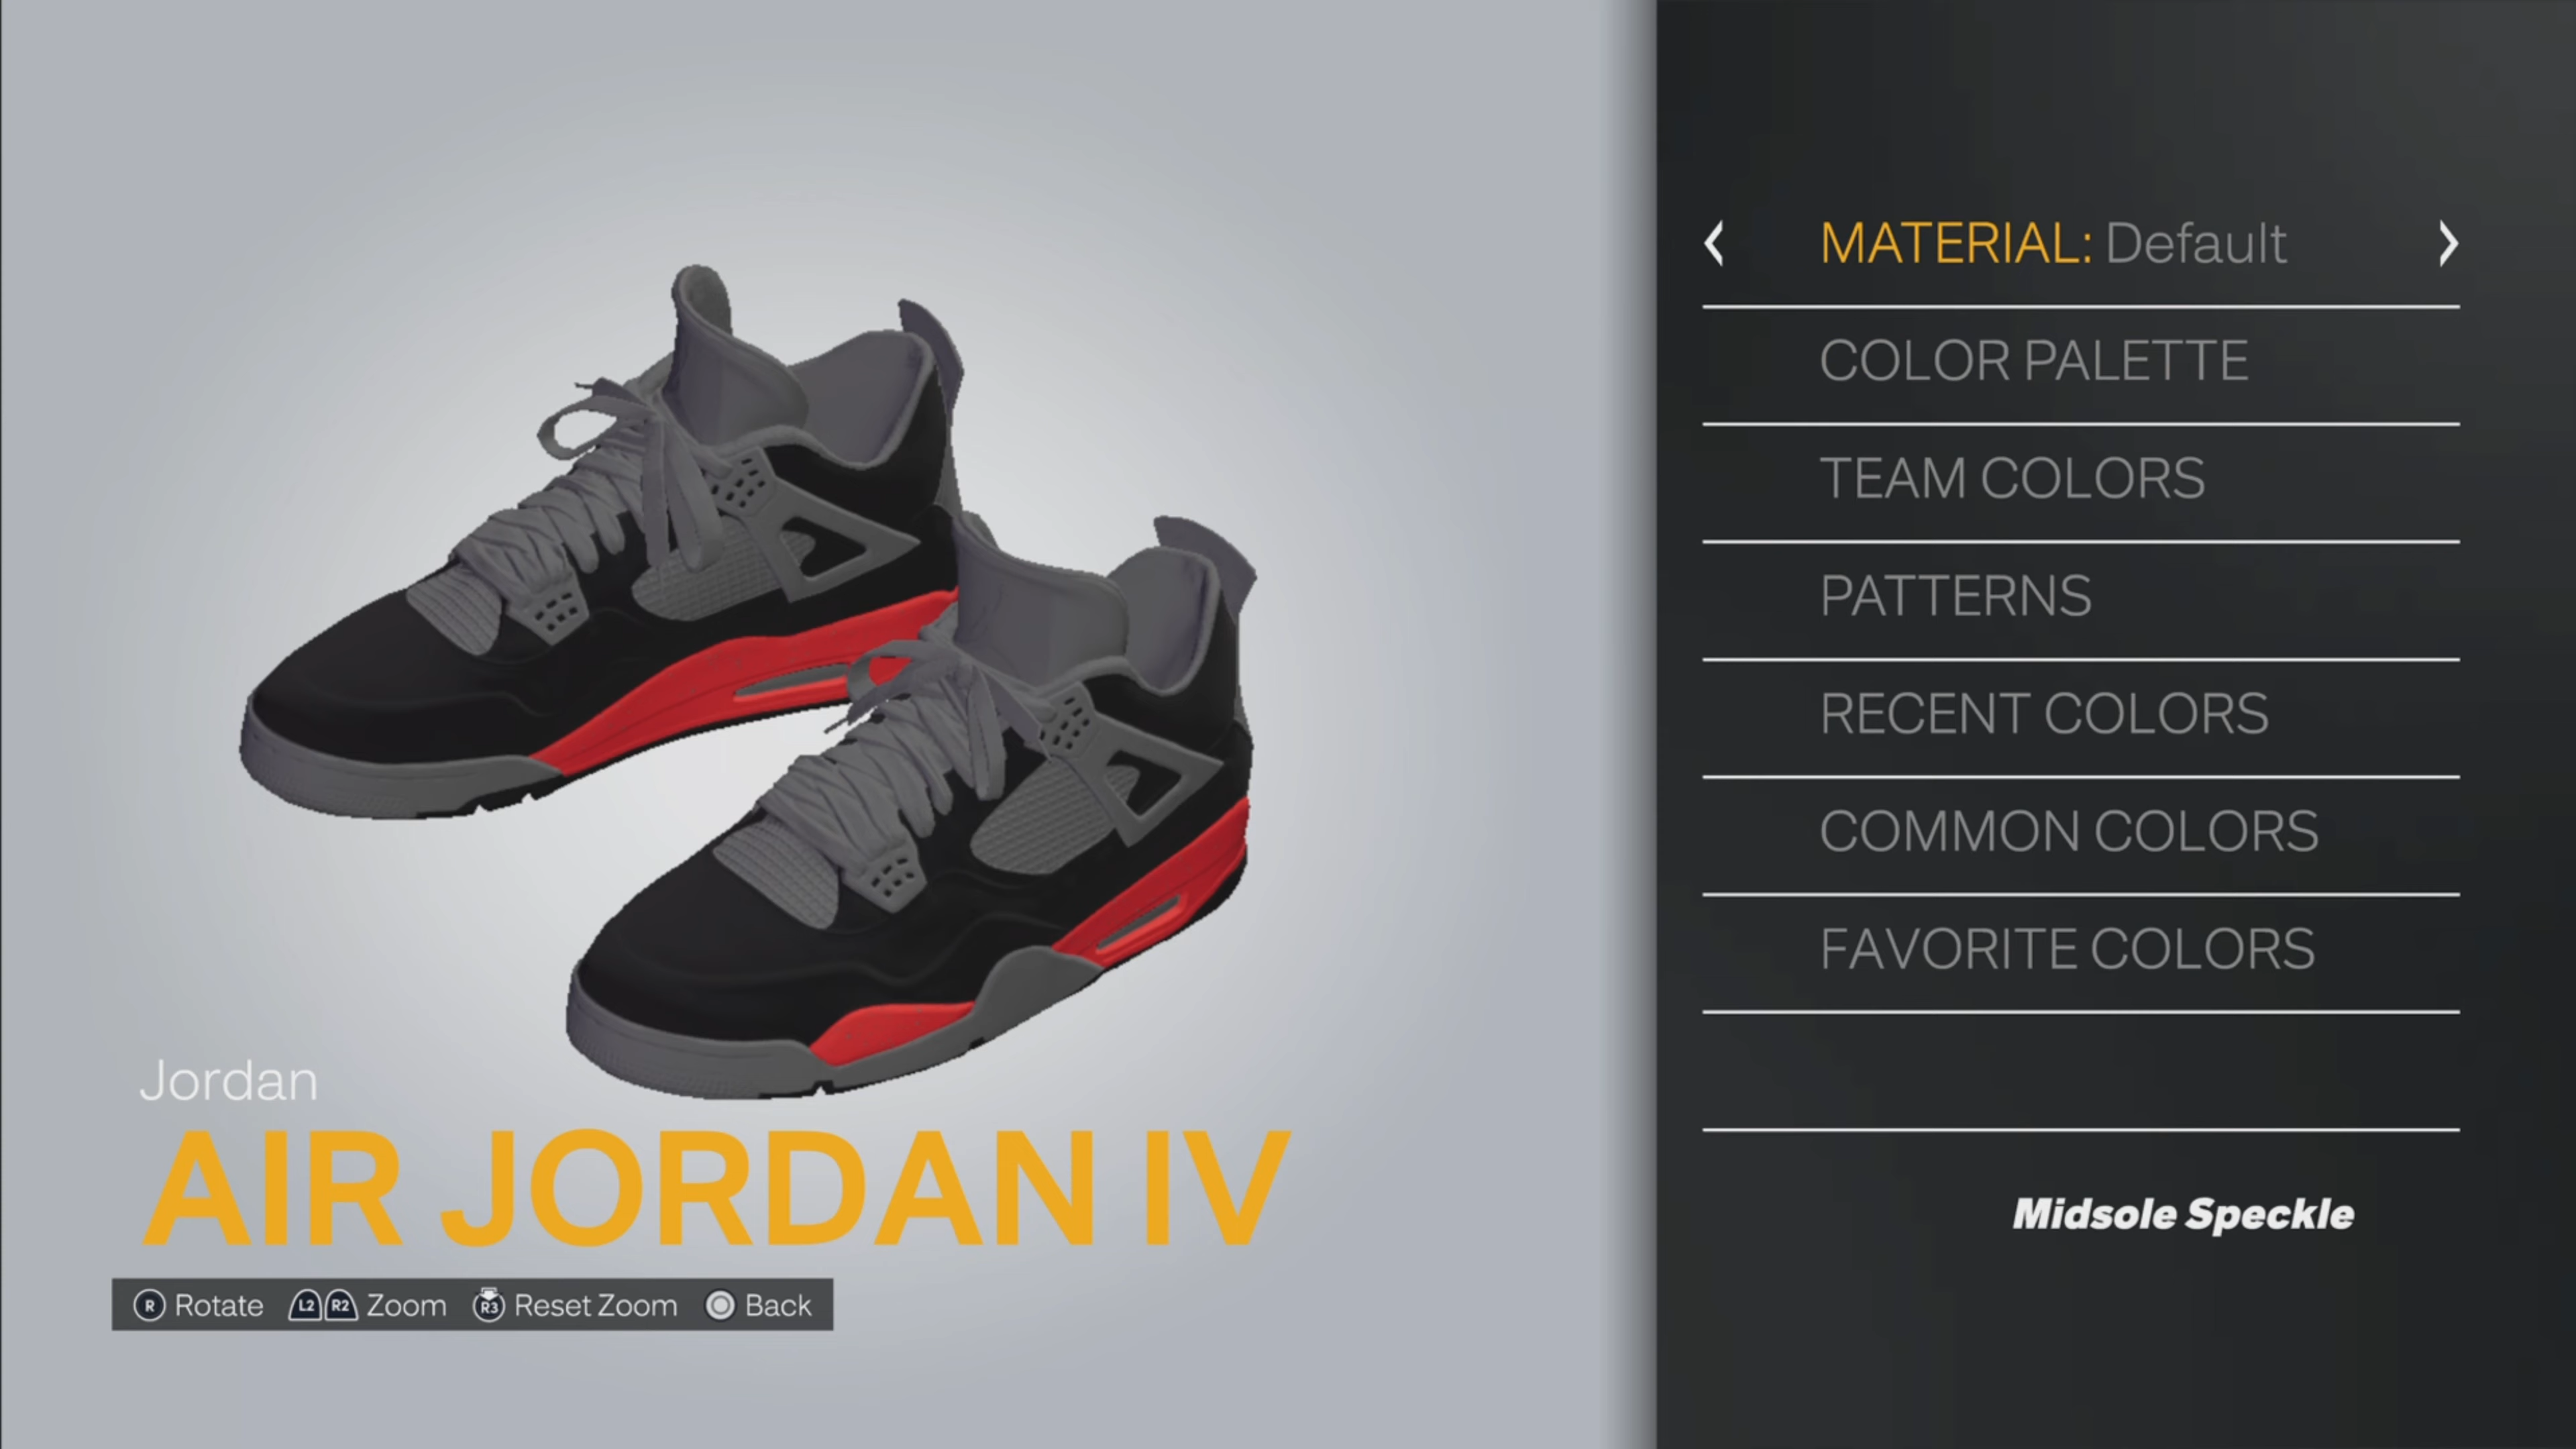 Jordan
AIR JORDAN IV
R Rotate L2 R2 Zoom R3 Reset Zoom Back
MATERIAL: Default
COLOR PALETTE
TEAM COLORS
PATTERNS
RECENT COLORS
COMMON COLORS
FAVORITE COLORS
Midsole Speckle